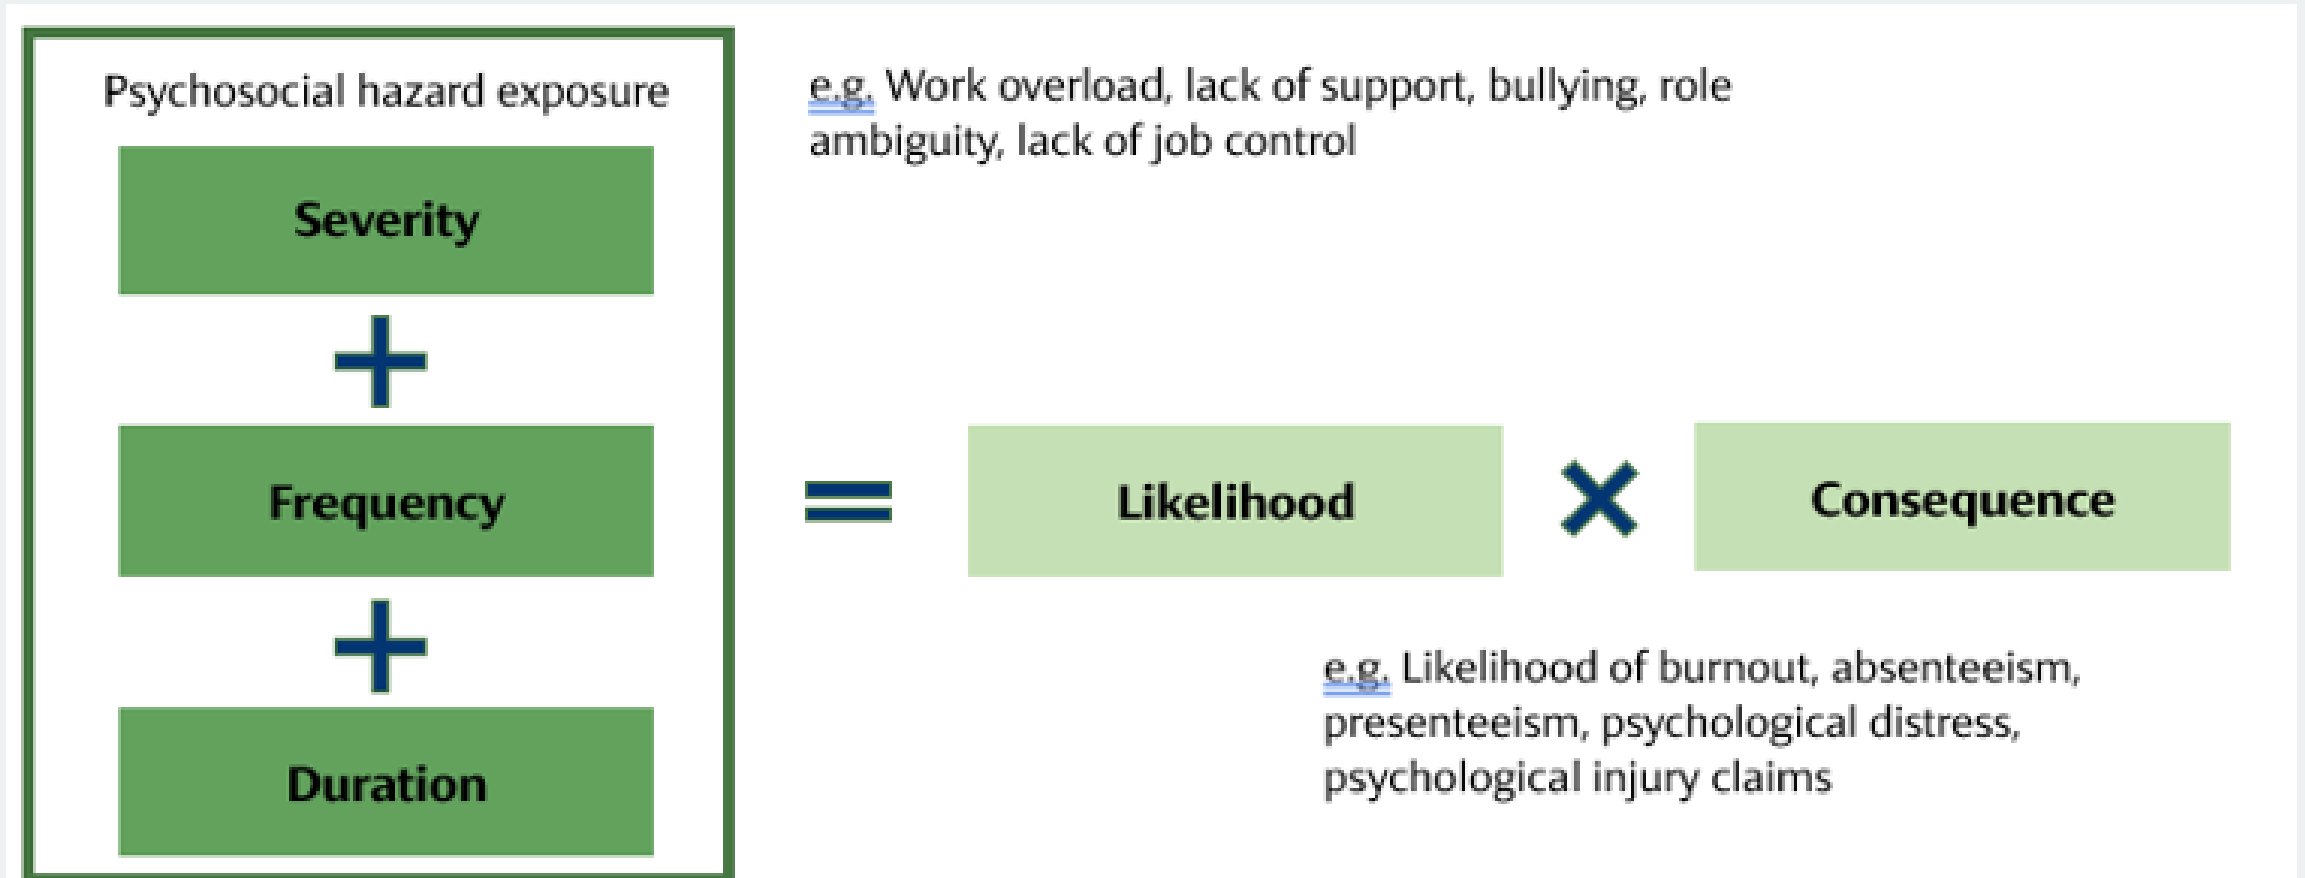 Psychosocial hazard exposure
Severity
+
Frequency
+
Duration
e.g. Work overload, lack of support, bullying, role
ambiguity, lack of job control
=
Likelihood
×
Consequence
e.g. Likelihood of burnout, absenteeism,
presenteeism, psychological distress,
psychological injury claims